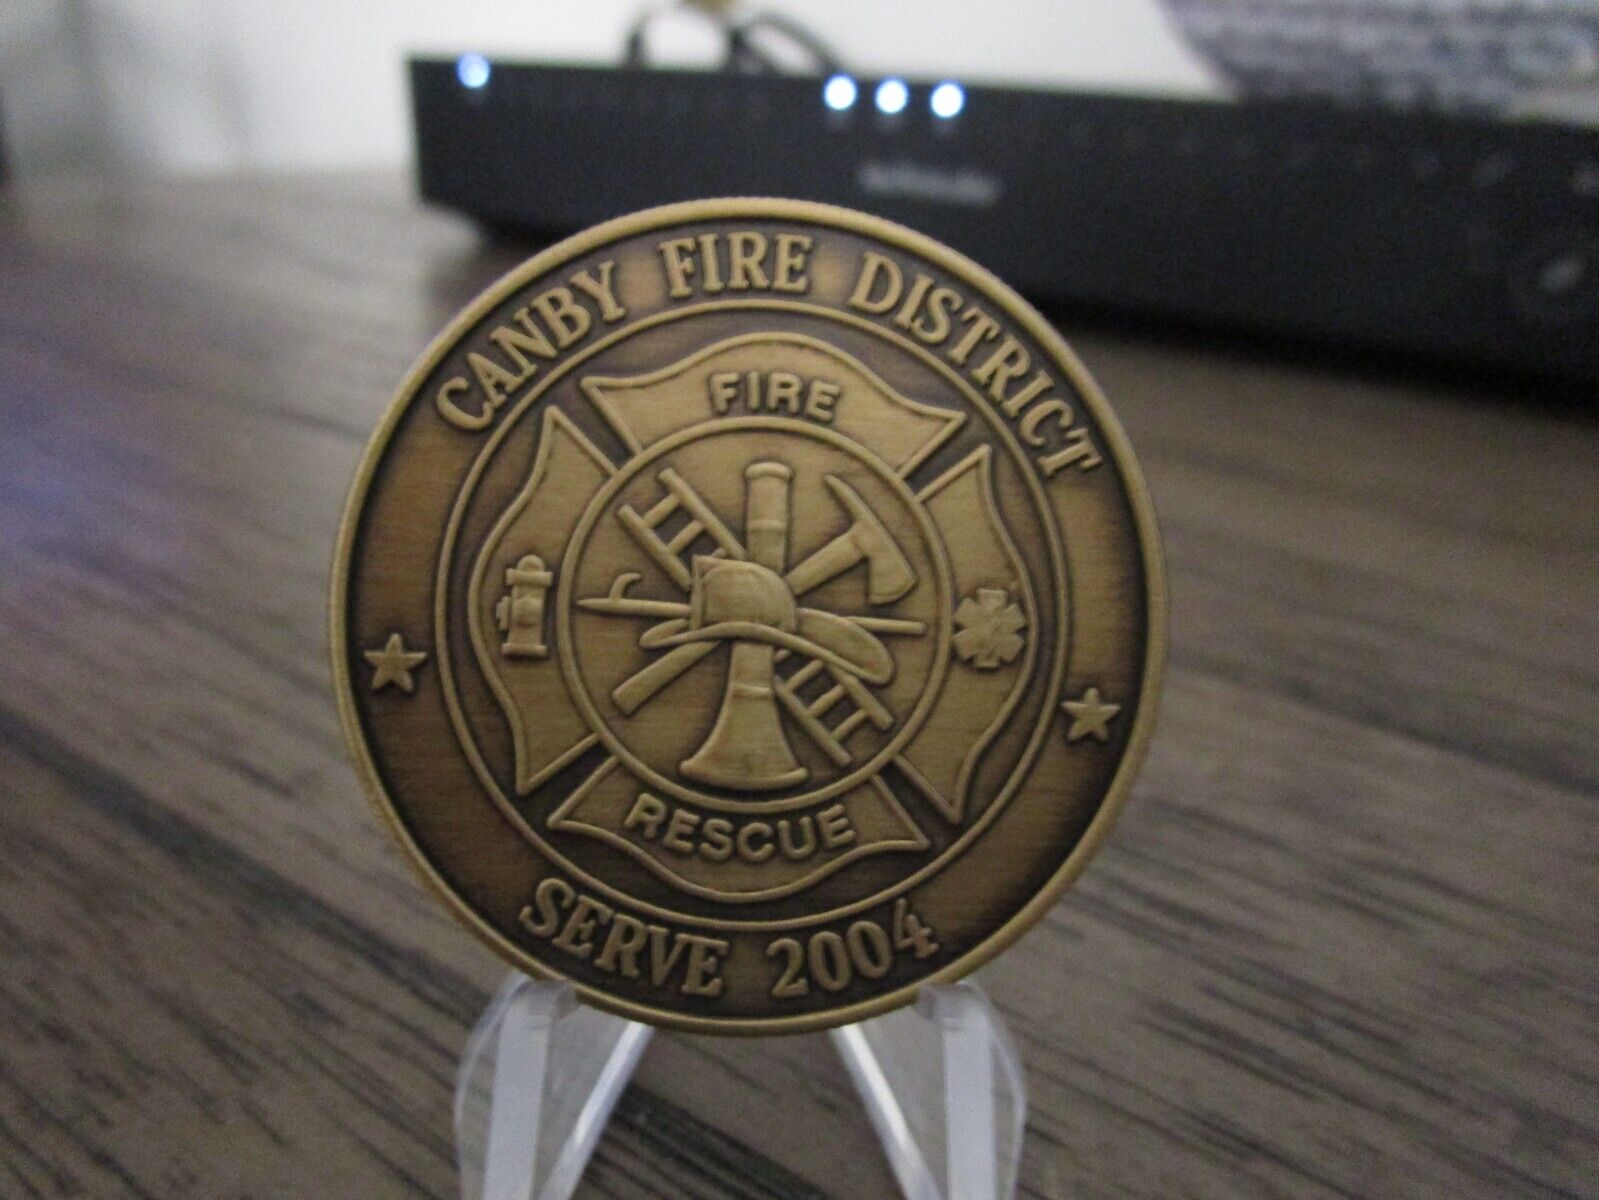 CANBY FIRE DISTRICT
FIRE
RESCUE
SERVE 2004